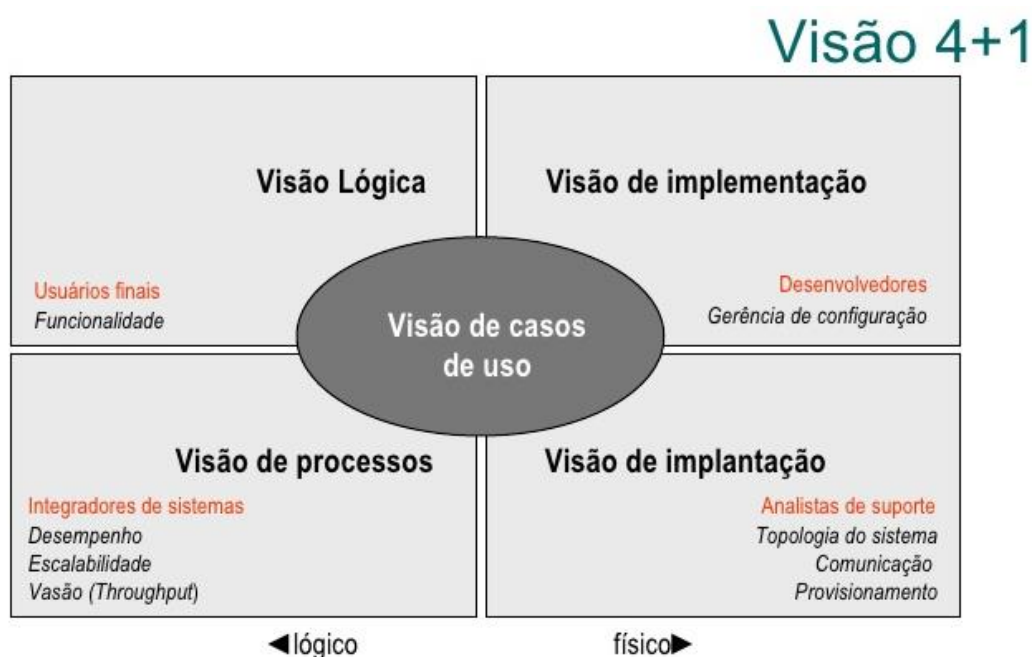 Visão 4+1
Visão Lógica
Usuários finais
Funcionalidade
Visão de implementação
Desenvolvedores
Gerência de configuração
Visão de casos
de uso
Visão de processos
Integradores de sistemas
Desempenho
Escalabilidade
Vasão (Throughput)
Visão de implantação
Analistas de suporte
Topologia do sistema
Comunicação
Provisionamento
◄lógico
físico►